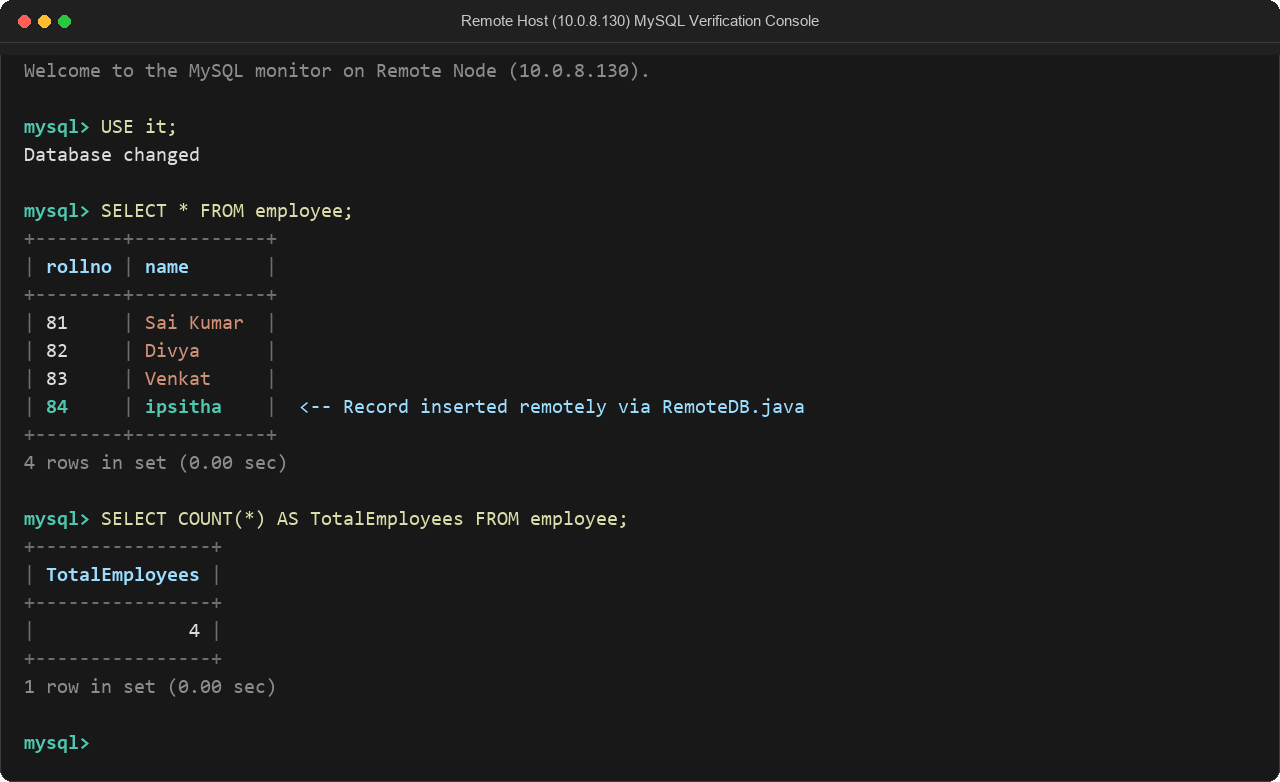 Remote Host (10.0.8.130) MySQL Verification Console
Welcome to the MySQL monitor on Remote Node (10.0.8.130).
mysql> USE it;
Database changed
mysql> SELECT * FROM employee;
+--------+------------+
| rollno | name       |
+--------+------------+
| 81     | Sai Kumar  |
| 82     | Divya      |
| 83     | Venkat     |
| 84     | ipsitha    |  <-- Record inserted remotely via RemoteDB.java
+--------+------------+
4 rows in set (0.00 sec)
mysql> SELECT COUNT(*) AS TotalEmployees FROM employee;
+----------------+
| TotalEmployees |
+----------------+
|              4 |
+----------------+
1 row in set (0.00 sec)
mysql>